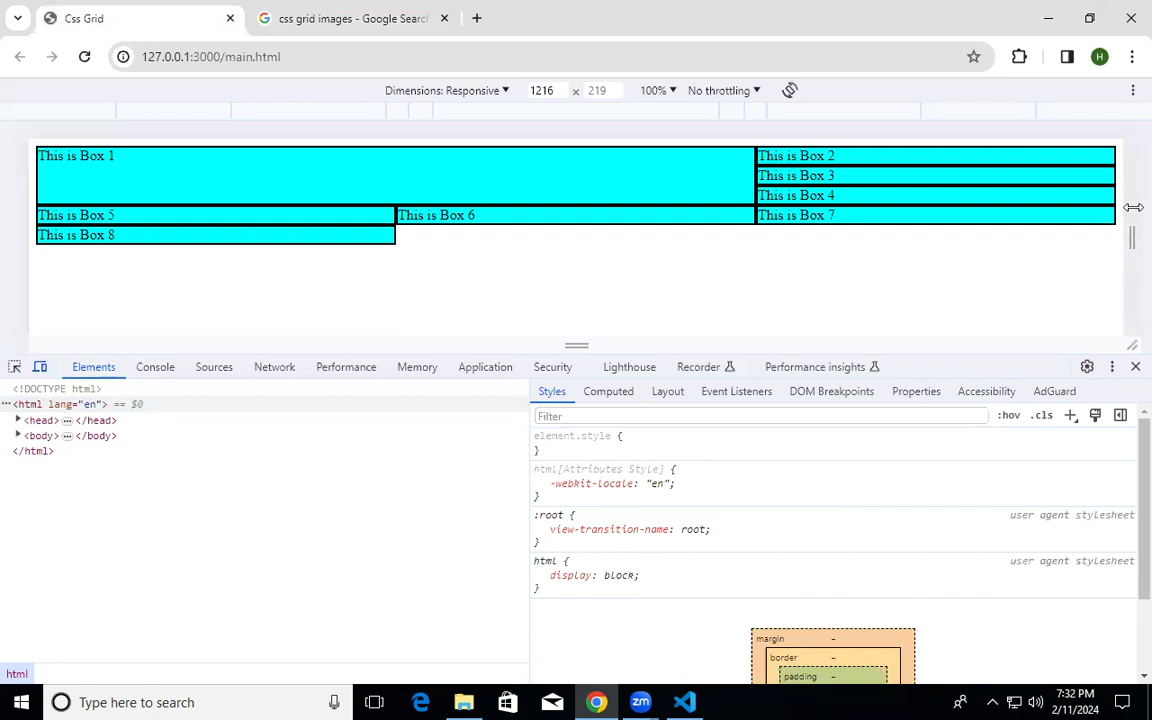 Css Grid
css grid images - Google Search
127.0.0.1:3000/main.html
H
Dimensions: Responsive 1216 × 219 100% No throttling
This is Box 1
This is Box 2
This is Box 3
This is Box 4
This is Box 5
This is Box 6
This is Box 7
This is Box 8
Elements Console Sources Network Performance Memory Application Security Lighthouse Recorder Performance insights
<!DOCTYPE html>
<html lang="en"> == $0
<head> … </head>
<body> … </body>
</html>
html
Styles Computed Layout Event Listeners DOM Breakpoints Properties Accessibility AdGuard
Filter
:hov .cls
element.style {
}
html[Attributes Style] {
-webkit-locale: "en";
}
:root { user agent stylesheet
view-transition-name: root;
}
html { user agent stylesheet
display: block;
}
margin -
border -
padding -
Type here to search
zm
7:32 PM
2/11/2024